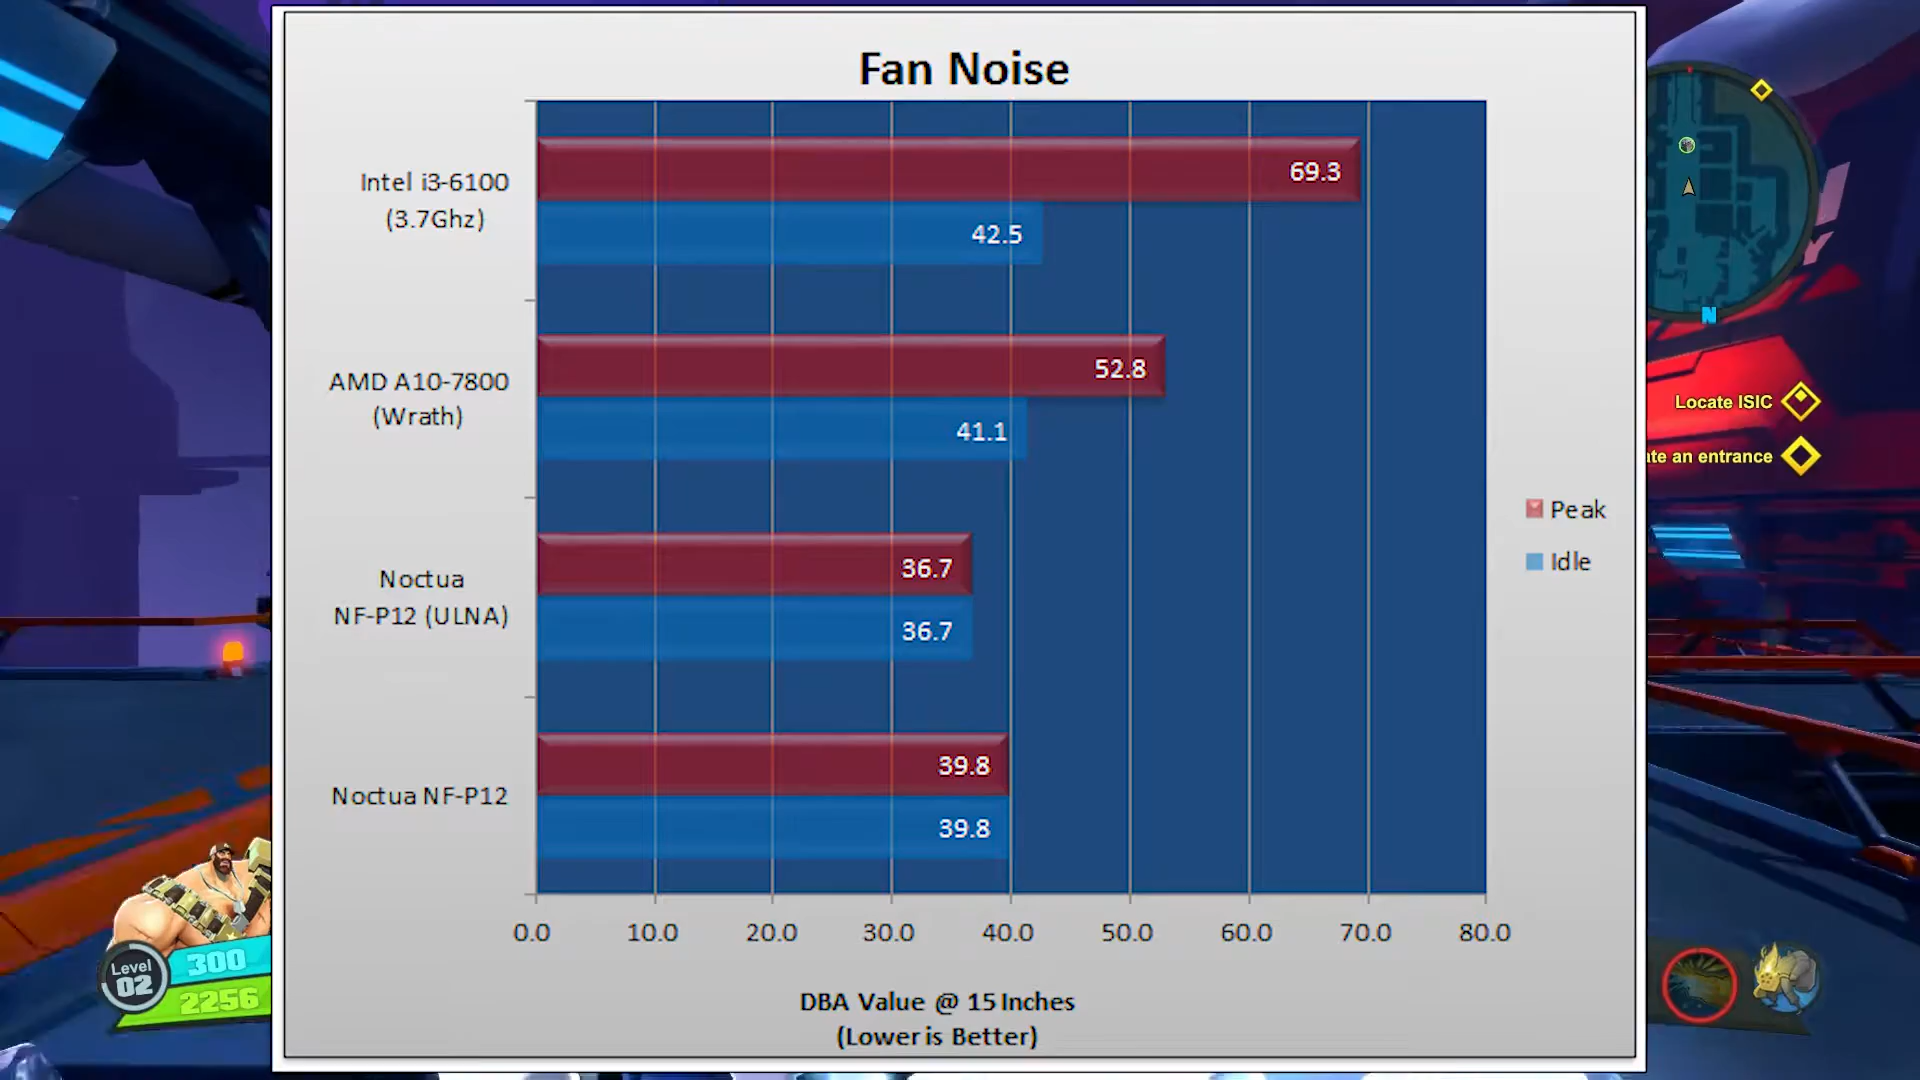 Fan Noise
Intel i3-6100
(3.7Ghz)
69.3
42.5
AMD A10-7800
(Wrath)
52.8
41.1
Noctua
NF-P12 (ULNA)
36.7
36.7
Noctua NF-P12
39.8
39.8
0.0 10.0 20.0 30.0 40.0 50.0 60.0 70.0 80.0
DBA Value @ 15 Inches
(Lower is Better)
Peak
Idle
N
Locate ISIC
ate an entrance
Level
02
300
2256